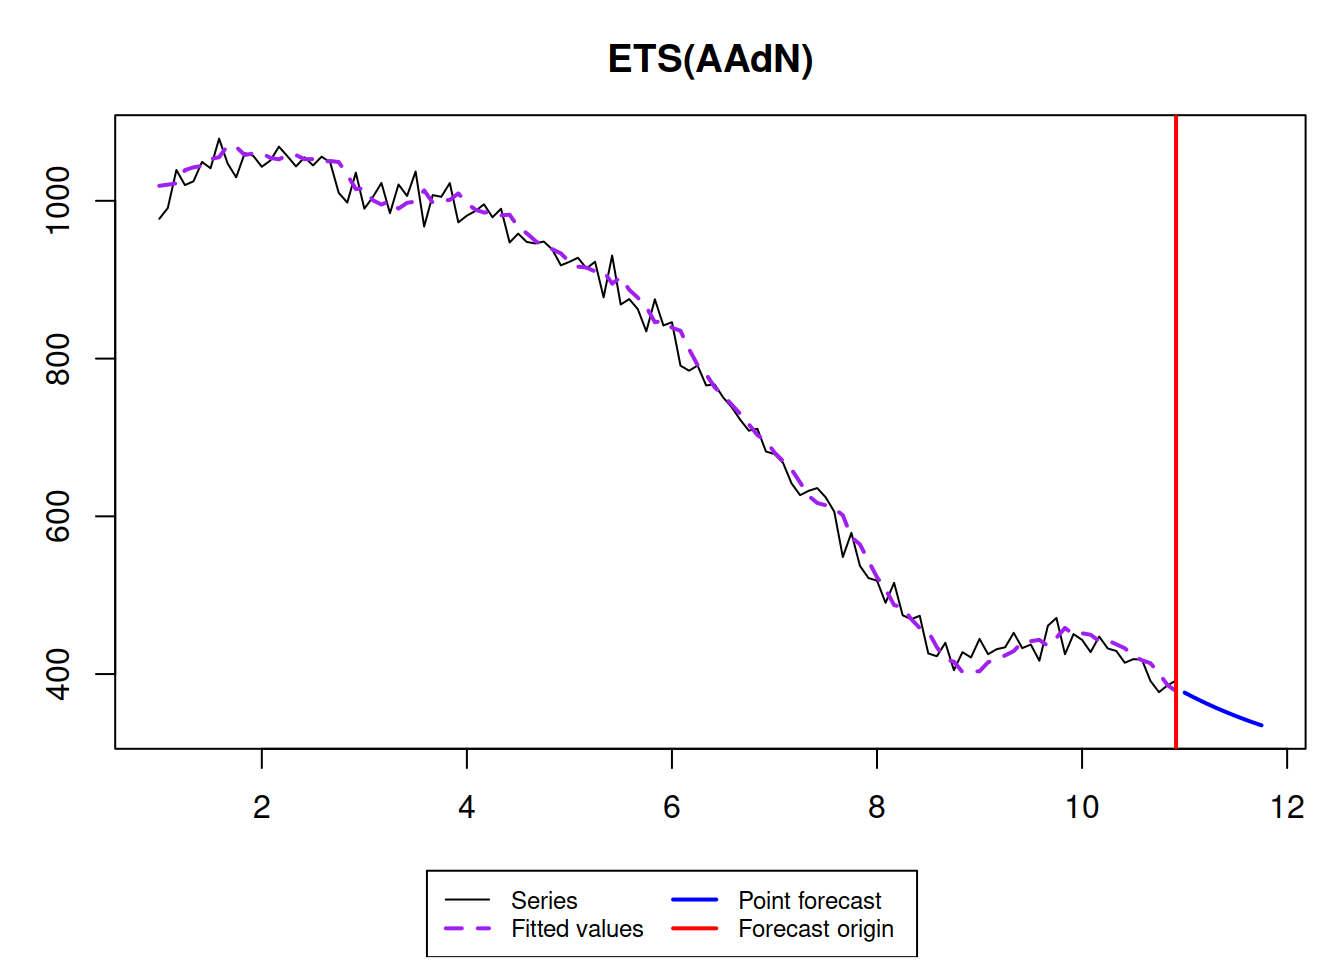 ETS(AAdN)
1000
800
600
400
2 4 6 8 10 12
Series Point forecast
Fitted values Forecast origin